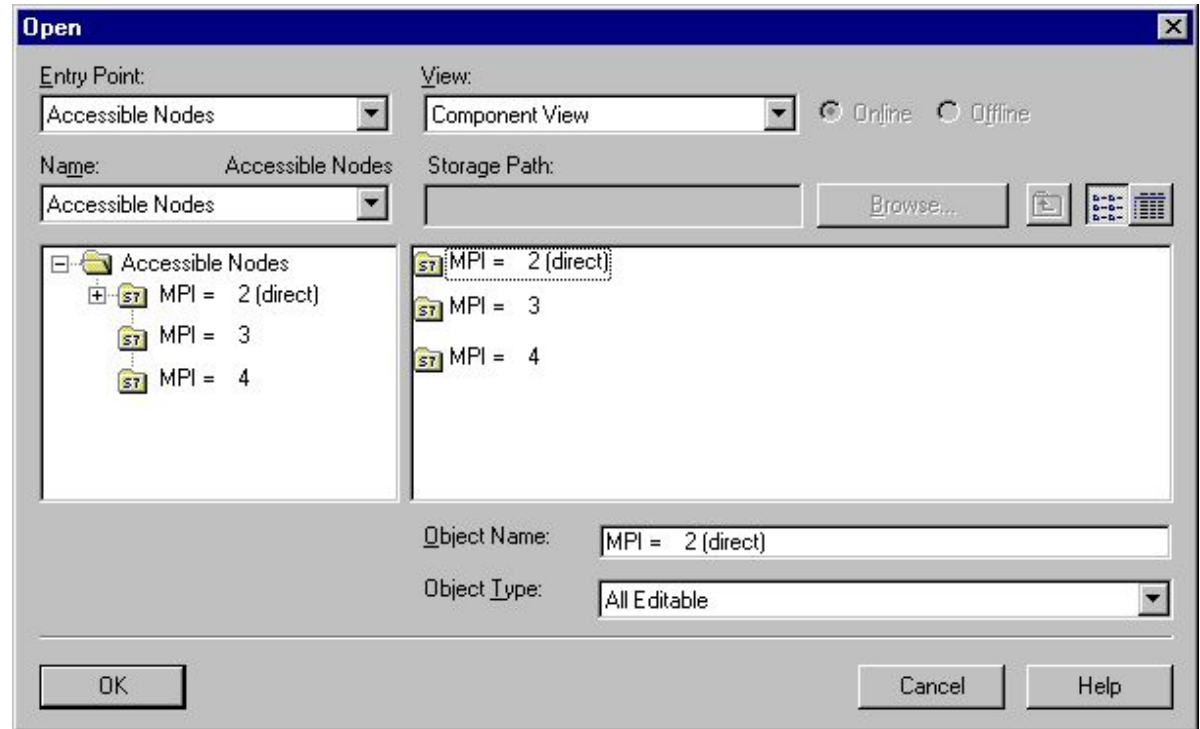 Open
Entry Point:
View:
Accessible Nodes
Component View
Online
Offline
Name:
Accessible Nodes
Storage Path:
Accessible Nodes
Browse...
Accessible Nodes
MPI = 2 (direct)
MPI = 3
MPI = 4
MPI = 2 (direct)
MPI = 3
MPI = 4
Object Name:
MPI = 2 (direct)
Object Type:
All Editable
OK
Cancel
Help